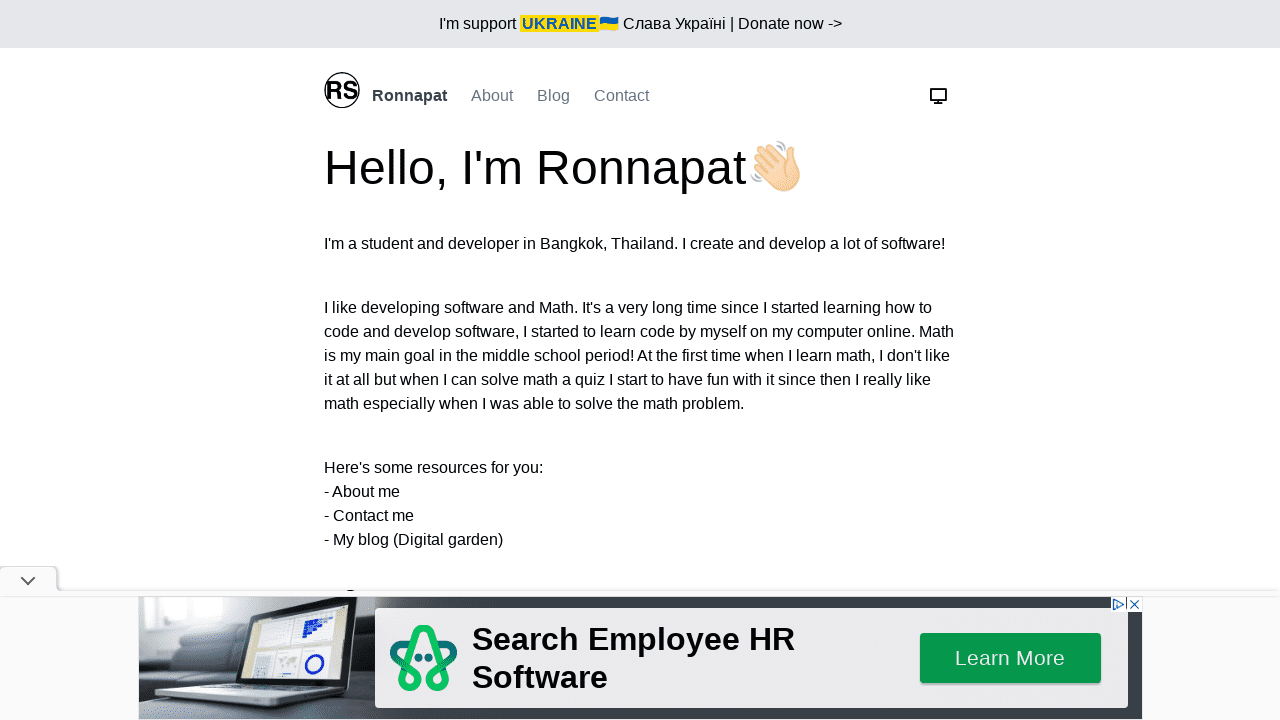 I'm support UKRAINE🇺🇦 Слава Україні | Donate now ->
RS Ronnapat About Blog Contact
Hello, I'm Ronnapat👋🏻
I'm a student and developer in Bangkok, Thailand. I create and develop a lot of software!
I like developing software and Math. It's a very long time since I started learning how to
code and develop software, I started to learn code by myself on my computer online. Math
is my main goal in the middle school period! At the first time when I learn math, I don't like
it at all but when I can solve math a quiz I start to have fun with it since then I really like
math especially when I was able to solve the math problem.
Here's some resources for you:
- About me
- Contact me
- My blog (Digital garden)
Search Employee HR
Software
Learn More